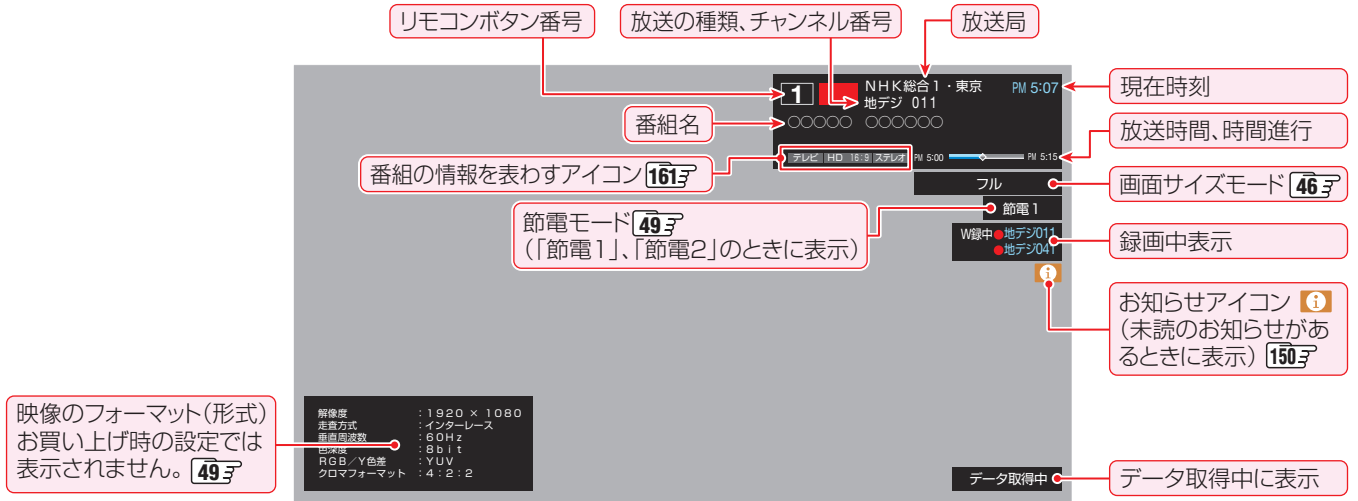 リモコンボタン番号
放送の種類、チャンネル番号
放送局
1
NHK総合1・東京
PM 5:07
地デジ 011
現在時刻
○○○○○ ○○○○○○
番組名
放送時間、時間進行
テレビ HD 16:9 ステレオ PM 5:00 PM 5:15
番組の情報を表わすアイコン 161
フル
画面サイズモード 46
節電1
節電モード 49
(「節電1」、「節電2」のときに表示)
W録中 ●地デジ011
●地デジ041
録画中表示
お知らせアイコン i
(未読のお知らせがあ
るときに表示) 150
映像のフォーマット(形式)
お買い上げ時の設定では
表示されません。 49
解像度 :1920 × 1080
走査方式 :インターレース
垂直周波数 :60Hz
色深度 :8bit
RGB/Y色差 :YUV
クロマフォーマット :4:2:2
データ取得中
データ取得中に表示